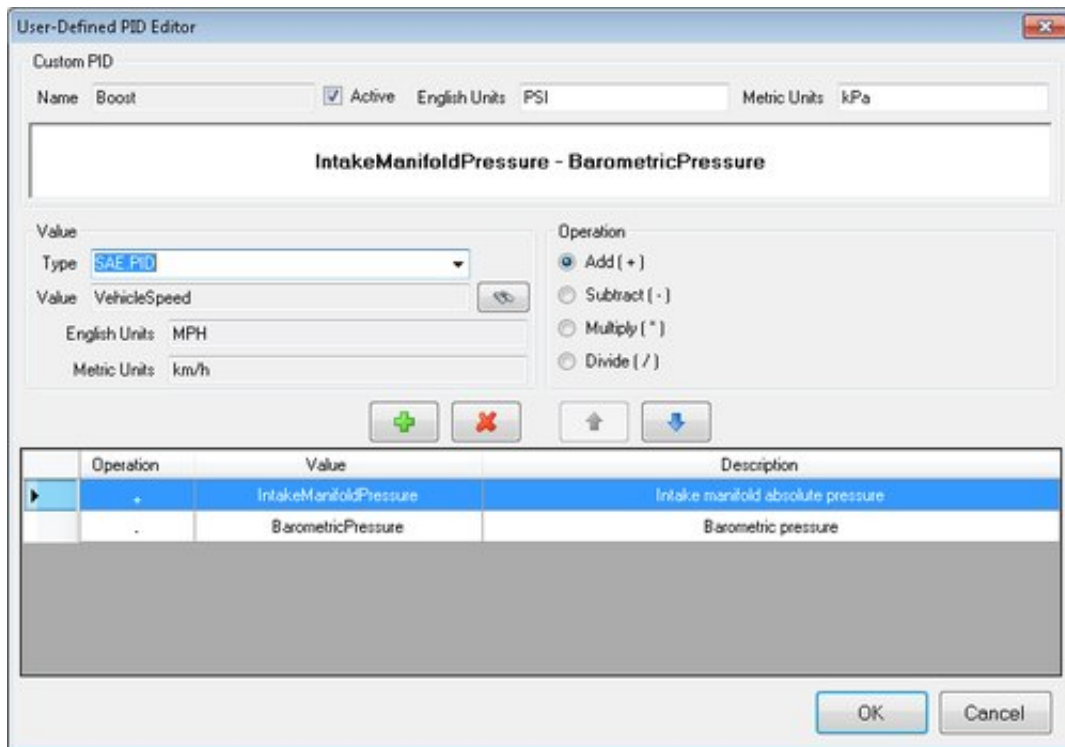 User-Defined PID Editor
Custom PID
Name Boost Active English Units PSI Metric Units kPa
IntakeManifoldPressure - BarometricPressure
Value Operation
Type SAE PID Add ( + )
Value VehicleSpeed Subtract ( - )
English Units MPH Multiply ( * )
Metric Units km/h Divide ( / )
Operation Value Description
+ IntakeManifoldPressure Intake manifold absolute pressure
- BarometricPressure Barometric pressure
OK Cancel